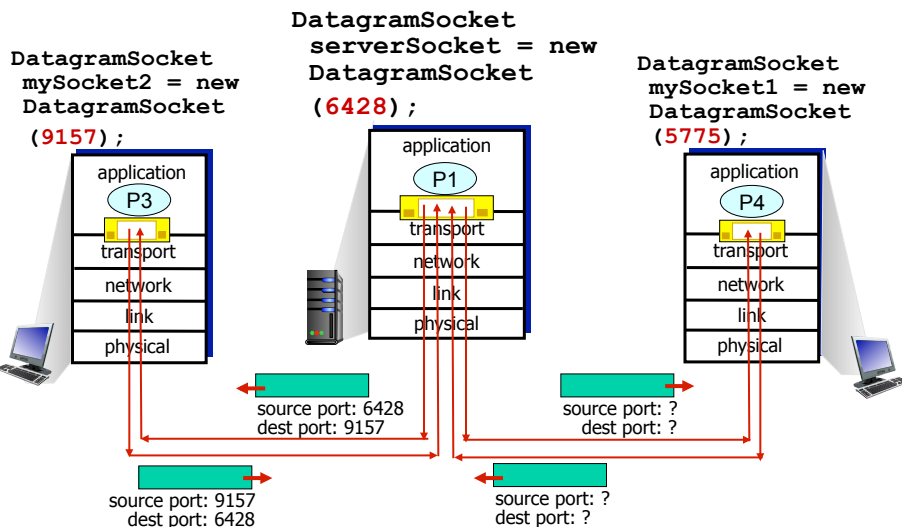 DatagramSocket
serverSocket = new
DatagramSocket
(6428);
DatagramSocket
mySocket2 = new
DatagramSocket
(9157);
DatagramSocket
mySocket1 = new
DatagramSocket
(5775);
application
P3
transport
network
link
physical
application
P1
transport
network
link
physical
application
P4
transport
network
link
physical
source port: 6428
dest port: 9157
source port: ?
dest port: ?
source port: 9157
dest port: 6428
source port: ?
dest port: ?